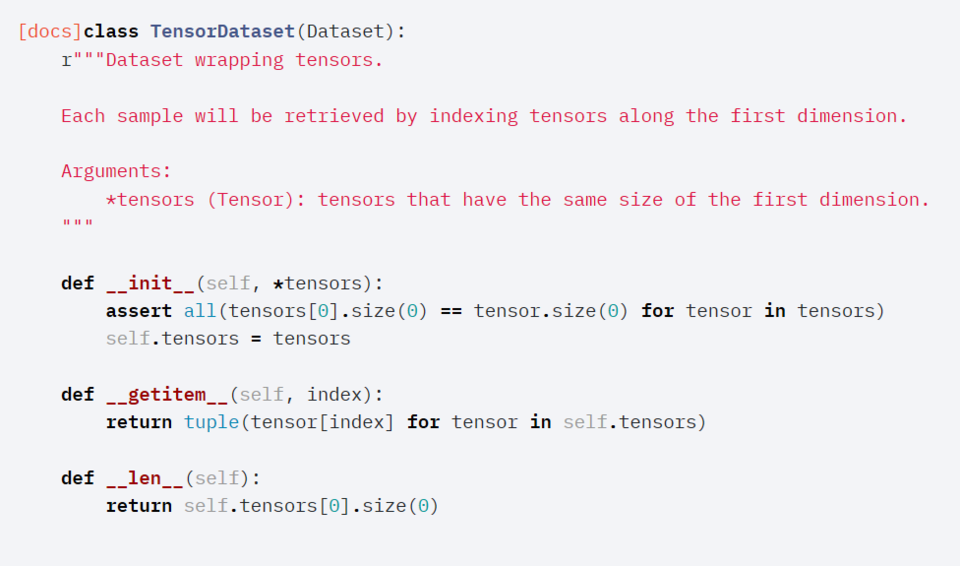 [docs]class TensorDataset(Dataset):
    r"""Dataset wrapping tensors.

    Each sample will be retrieved by indexing tensors along the first dimension.

    Arguments:
        *tensors (Tensor): tensors that have the same size of the first dimension.
    """

    def __init__(self, *tensors):
        assert all(tensors[0].size(0) == tensor.size(0) for tensor in tensors)
        self.tensors = tensors

    def __getitem__(self, index):
        return tuple(tensor[index] for tensor in self.tensors)

    def __len__(self):
        return self.tensors[0].size(0)